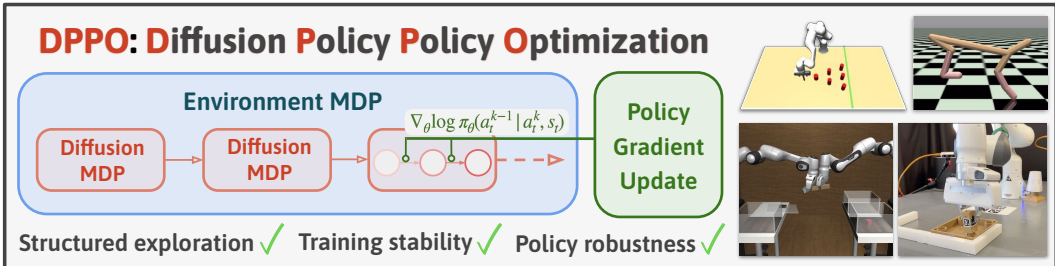 DPPO: Diffusion Policy Policy Optimization
Environment MDP
Diffusion
MDP
Diffusion
MDP
∇θ log πθ(a_t^{k−1} | a_t^k, s_t)
Policy
Gradient
Update
Structured exploration ✓ Training stability ✓ Policy robustness ✓